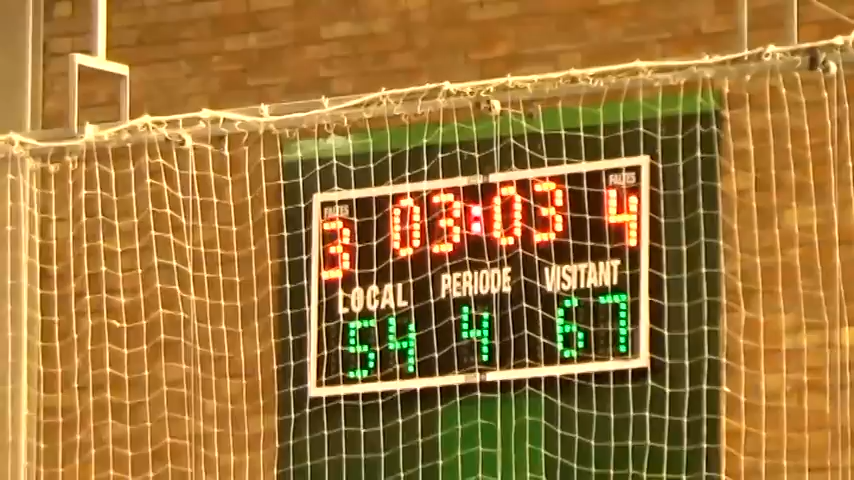 FALTES FALTES
3 03:03 4
LOCAL PERIODE VISITANT
54 4 67